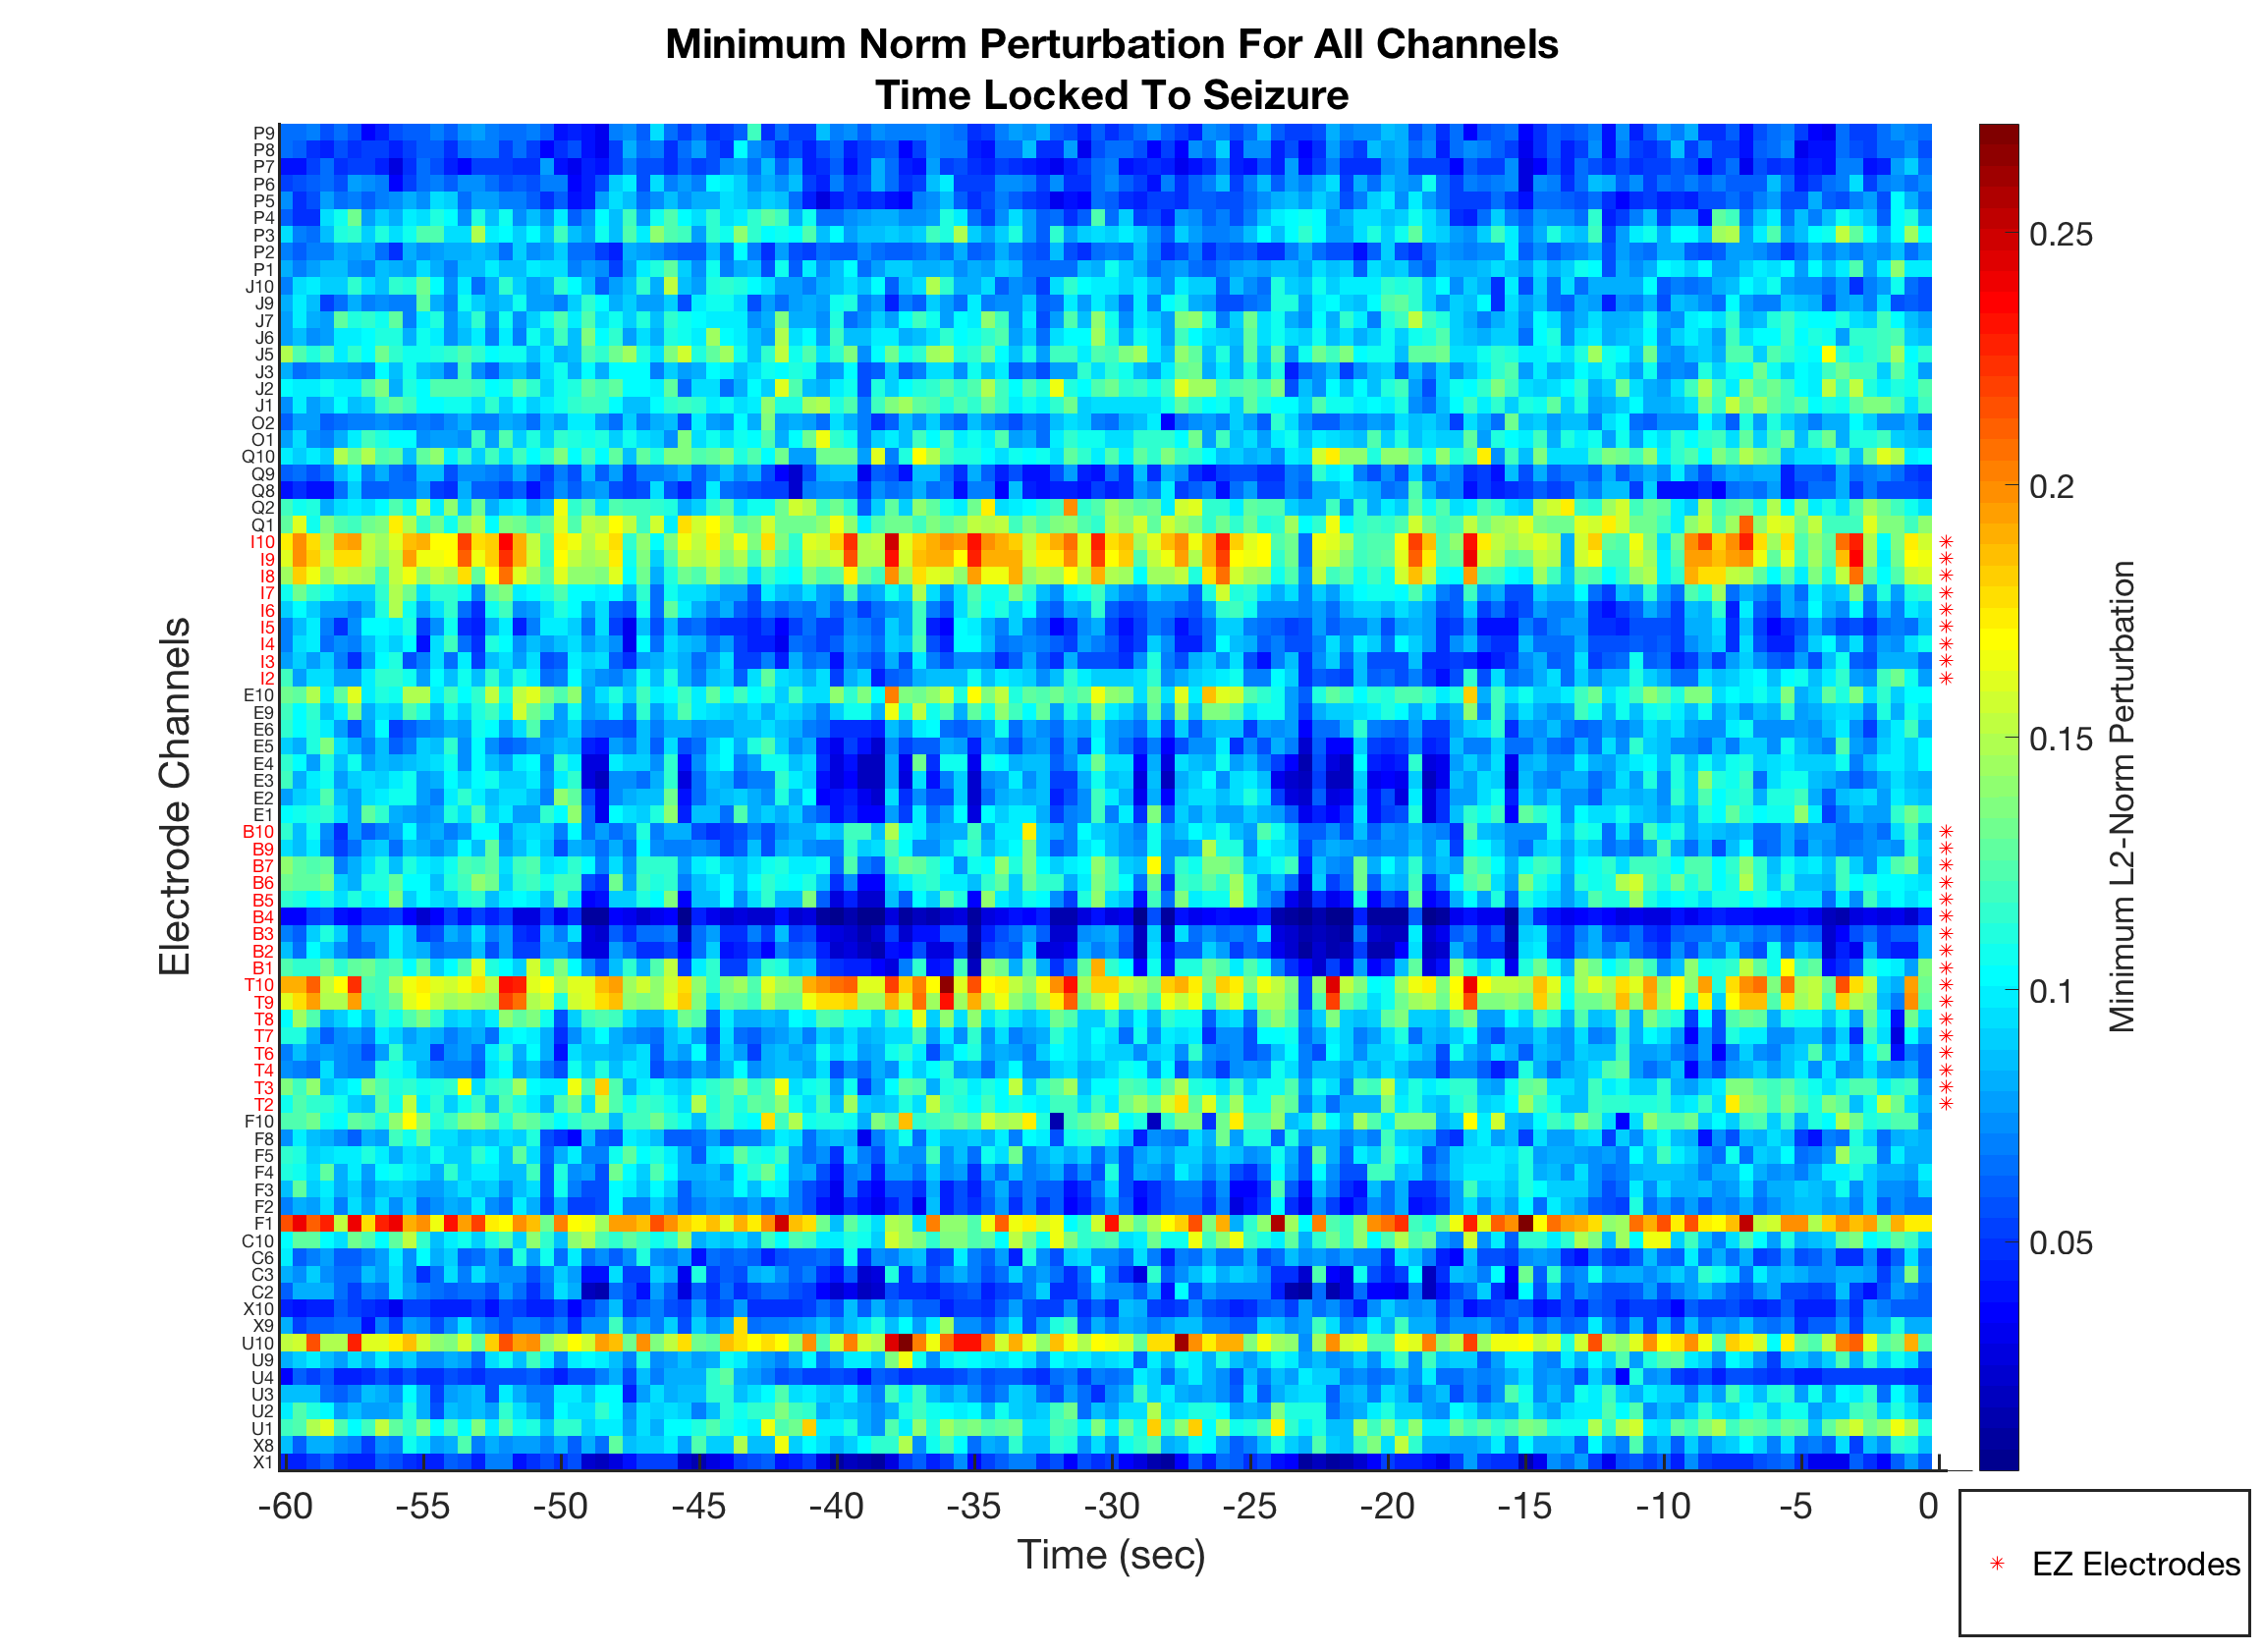 Minimum Norm Perturbation For All Channels
Time Locked To Seizure
Electrode Channels
P9
P8
P7
P6
P5
P4
P3
P2
P1
J10
J9
J7
J6
J5
J3
J2
J1
O2
O1
Q10
Q9
Q8
Q2
Q1
I10
I9
I8
I7
I6
I5
I4
I3
I2
E10
E9
E6
E5
E4
E3
E2
E1
B10
B9
B7
B6
B5
B4
B3
B2
B1
T10
T9
T8
T7
T6
T4
T3
T2
F10
F8
F5
F4
F3
F2
F1
C10
C6
C3
C2
X10
X9
U10
U9
U4
U3
U2
U1
X8
X1
-60 -55 -50 -45 -40 -35 -30 -25 -20 -15 -10 -5 0
Time (sec)
0.25
0.2
0.15
0.1
0.05
Minimum L2-Norm Perturbation
EZ Electrodes